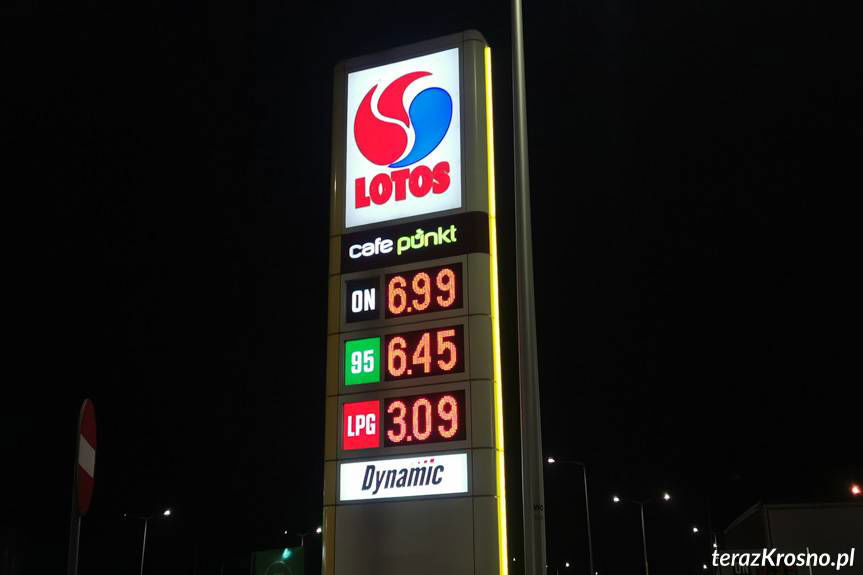 LOTOS
cafe punkt
ON 6.99
95 6.45
LPG 3.09
Dynamic
terazKrosno.pl